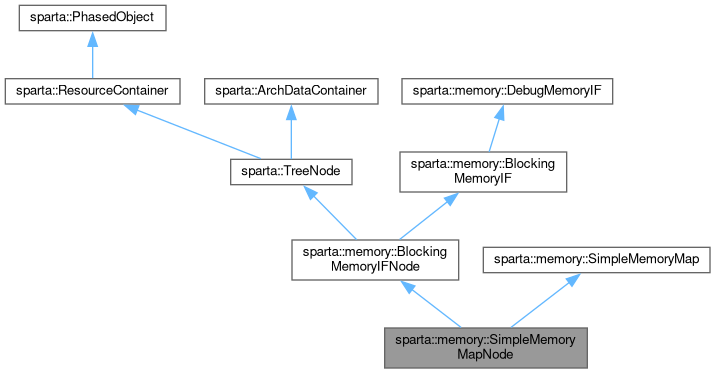 sparta::PhasedObject
sparta::ResourceContainer
sparta::ArchDataContainer
sparta::memory::DebugMemoryIF
sparta::TreeNode
sparta::memory::Blocking
MemoryIF
sparta::memory::Blocking
MemoryIFNode
sparta::memory::SimpleMemoryMap
sparta::memory::SimpleMemory
MapNode